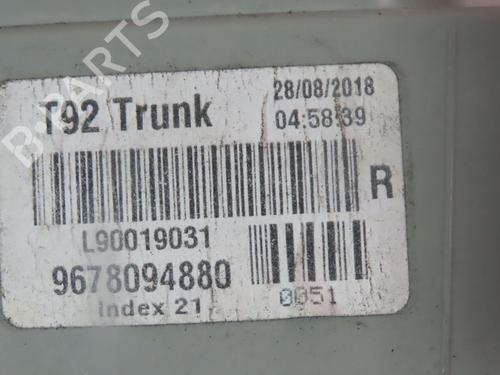 B-PARTS
T92 Trunk
28/08/2018
04:58:39
R
L90019031
9678094880
0051
Index 21